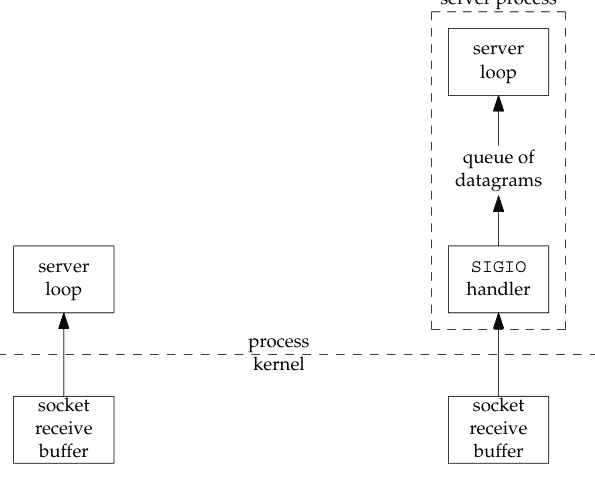 server process
server
loop
queue of
datagrams
server
loop
SIGIO
handler
process
kernel
socket
receive
buffer
socket
receive
buffer